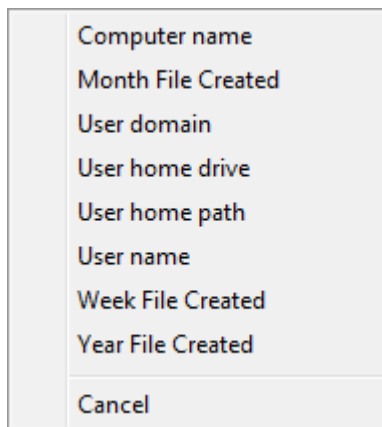 Computer name
Month File Created
User domain
User home drive
User home path
User name
Week File Created
Year File Created
Cancel